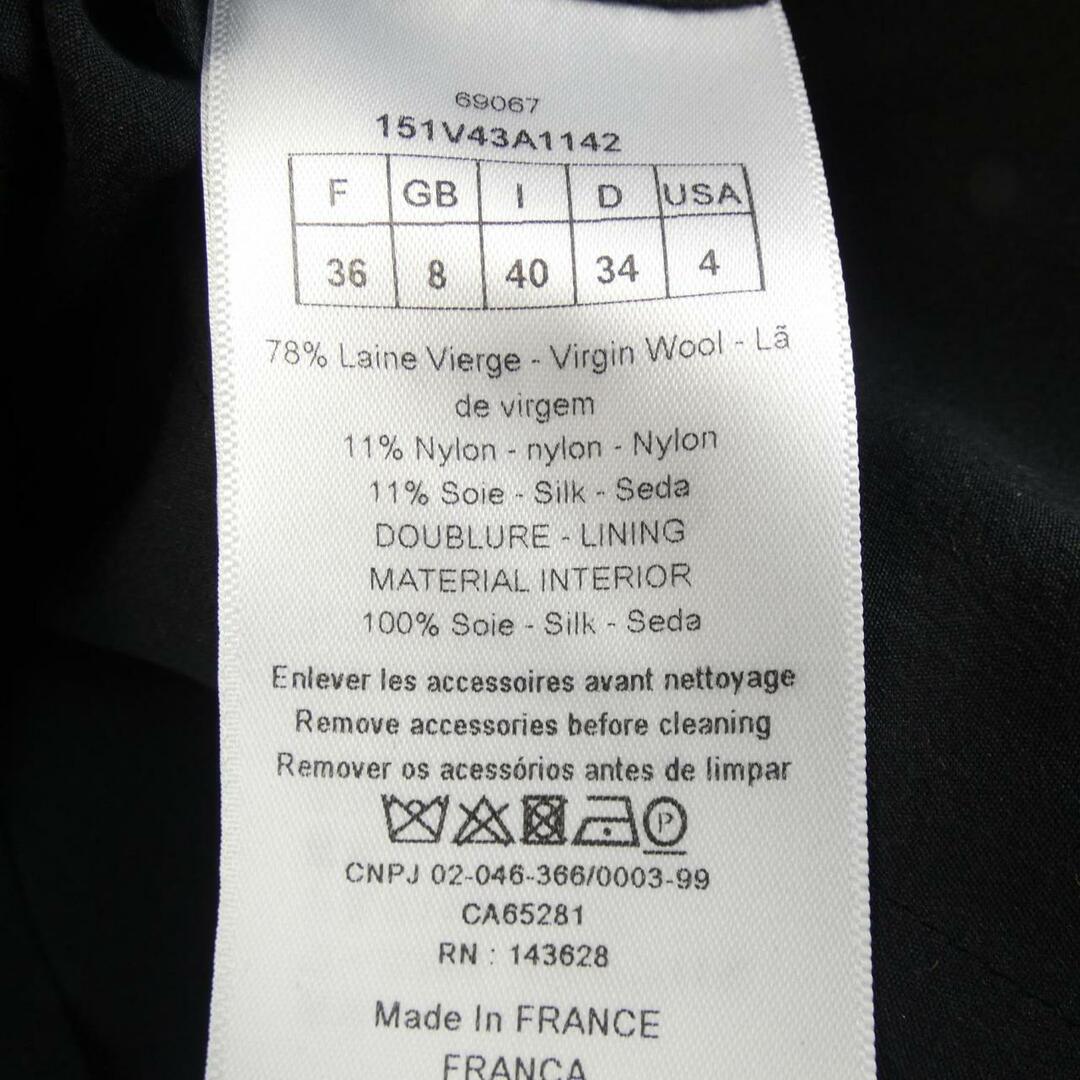 69067
151V43A1142
F GB I D USA
36 8 40 34 4
78% Laine Vierge - Virgin Wool - Lã
de virgem
11% Nylon - nylon - Nylon
11% Soie - Silk - Seda
DOUBLURE - LINING
MATERIAL INTERIOR
100% Soie - Silk - Seda
Enlever les accessoires avant nettoyage
Remove accessories before cleaning
Remover os acessórios antes de limpar
P
CNPJ 02-046-366/0003-99
CA65281
RN : 143628
Made In FRANCE
FRANCA